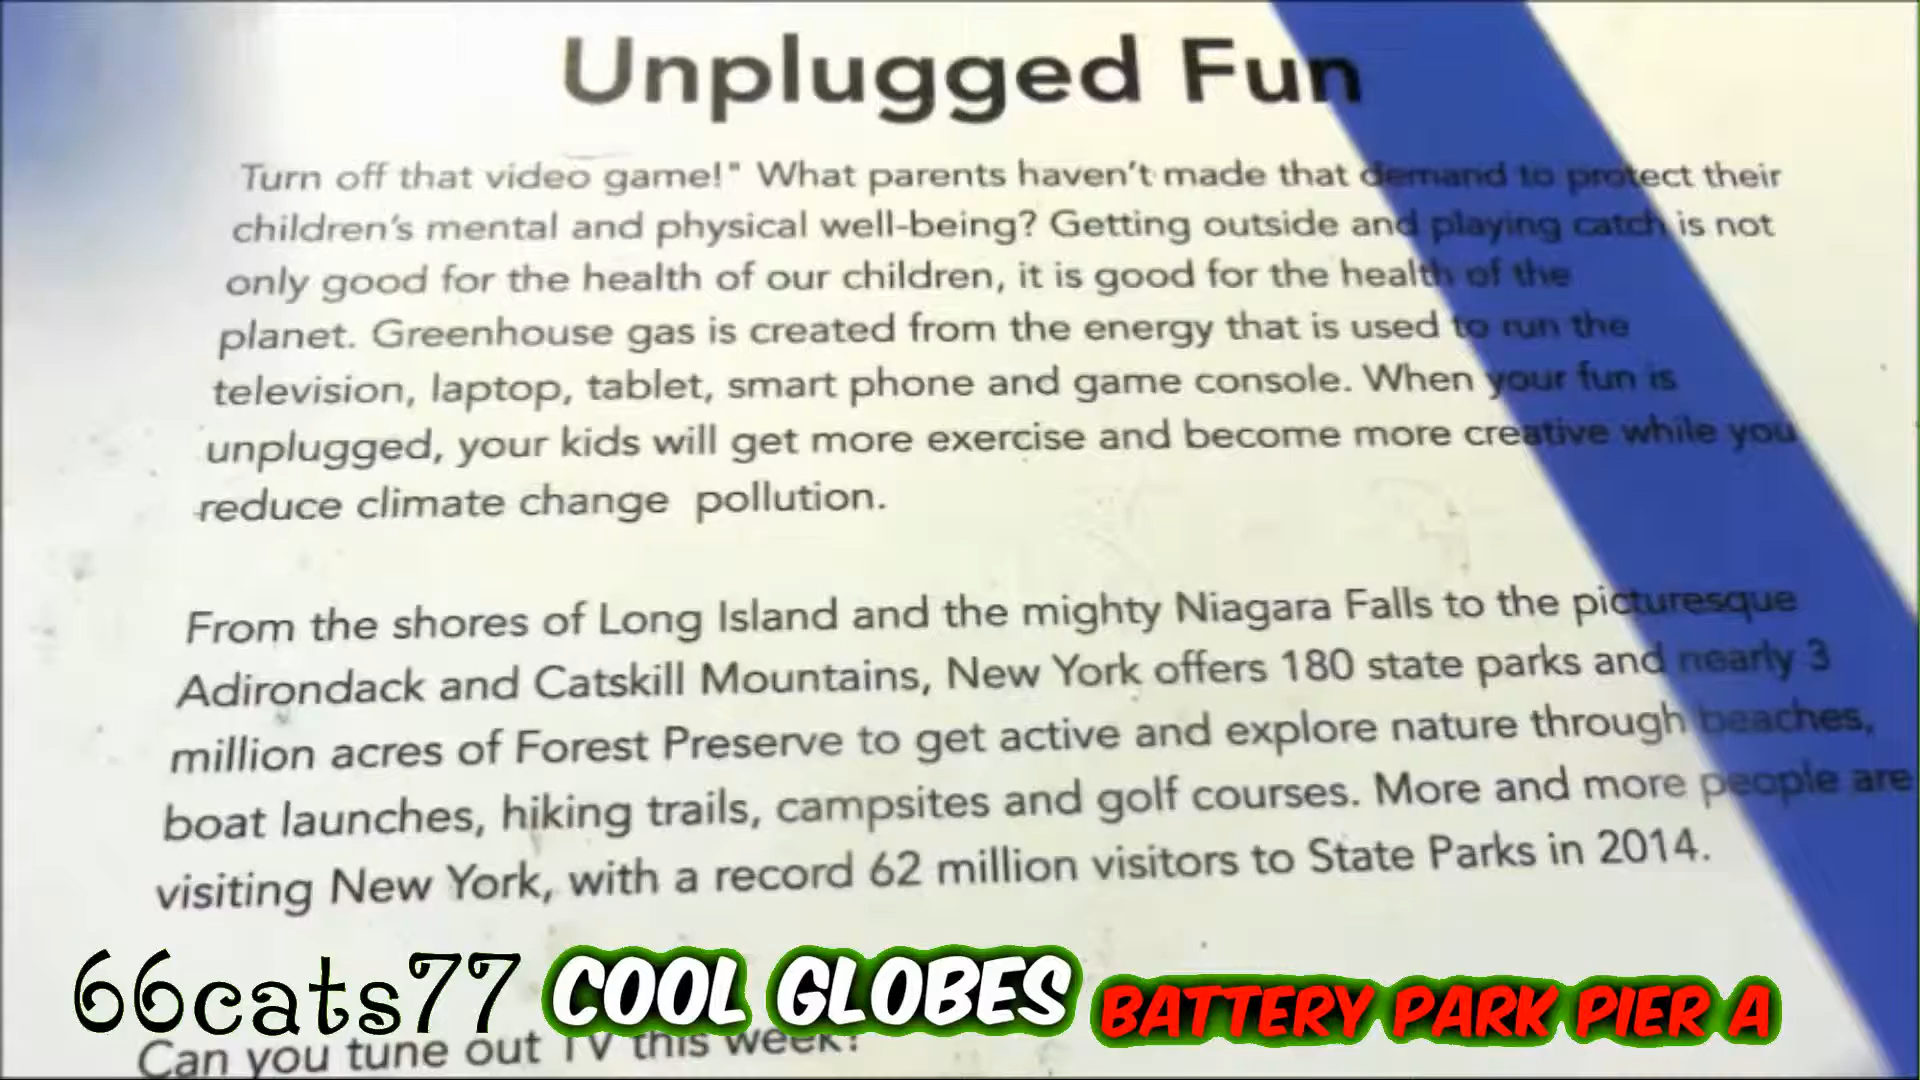 Unplugged Fun
Turn off that video game!" What parents haven't made that demand to protect their
children's mental and physical well-being? Getting outside and playing catch is not
only good for the health of our children, it is good for the health of the
planet. Greenhouse gas is created from the energy that is used to run the
television, laptop, tablet, smart phone and game console. When your fun is
unplugged, your kids will get more exercise and become more creative while you
reduce climate change pollution.
From the shores of Long Island and the mighty Niagara Falls to the picturesque
Adirondack and Catskill Mountains, New York offers 180 state parks and nearly 3
million acres of Forest Preserve to get active and explore nature through beaches,
boat launches, hiking trails, campsites and golf courses. More and more people are
visiting New York, with a record 62 million visitors to State Parks in 2014.
66cats77 COOL GLOBES BATTERY PARK PIER A
Can you tune out TV this week?